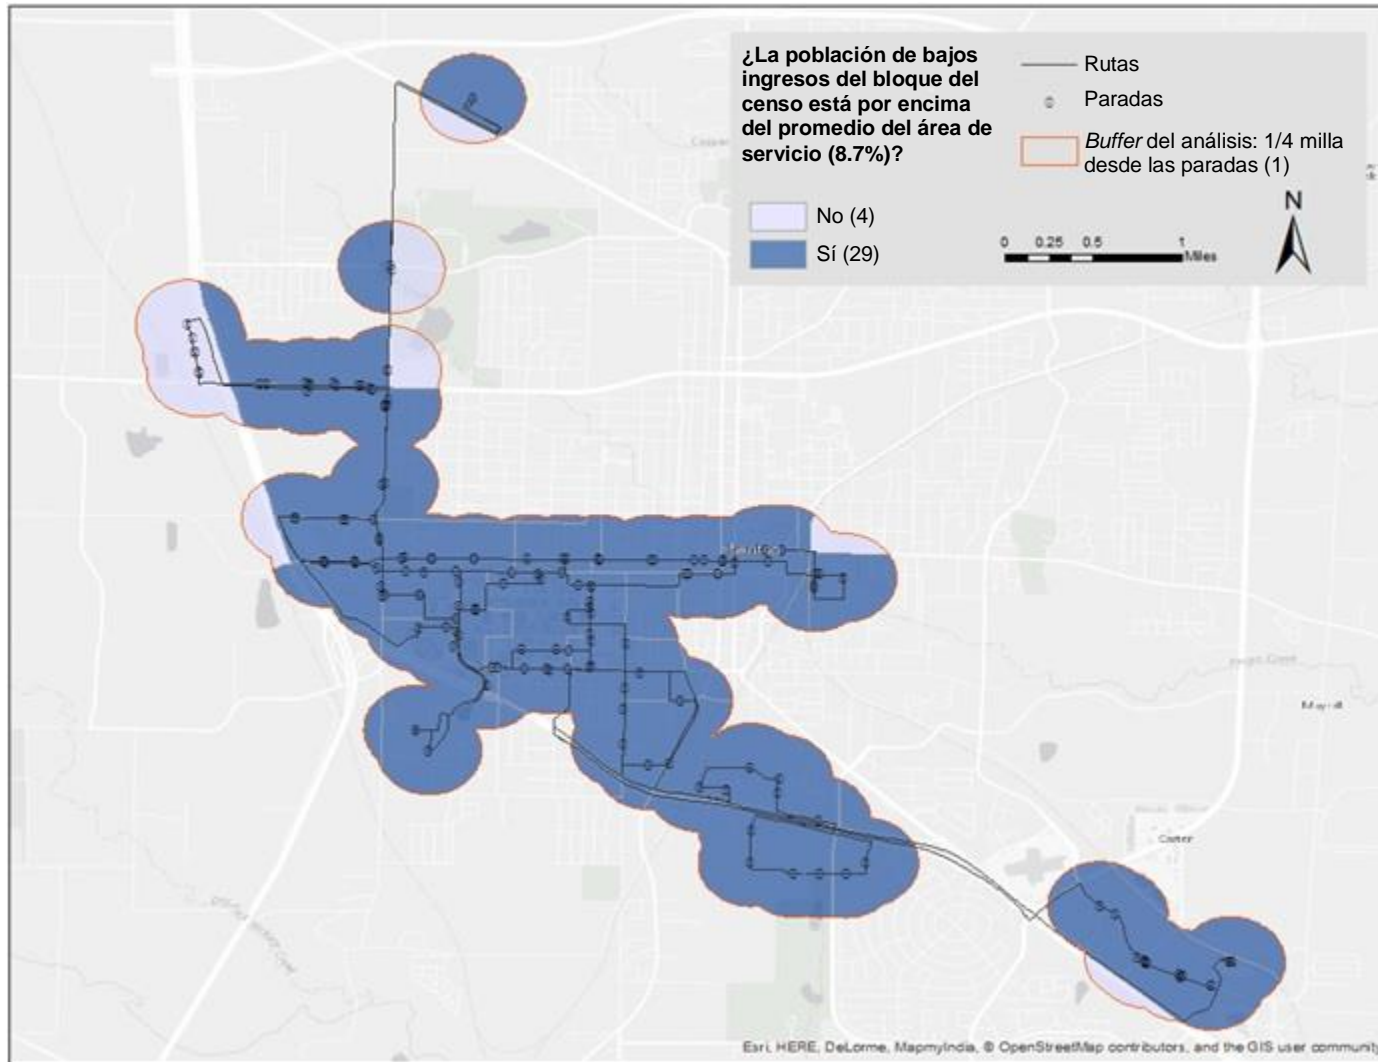 ¿La población de bajos
ingresos del bloque del
censo está por encima
del promedio del área de
servicio (8.7%)?
No (4)
Sí (29)
Rutas
Paradas
Buffer del análisis: 1/4 milla
desde las paradas (1)
N
0 0.25 0.5 1
Miles
Corner
Esri, HERE, DeLorme, MapmyIndia, © OpenStreetMap contributors, and the GIS user community